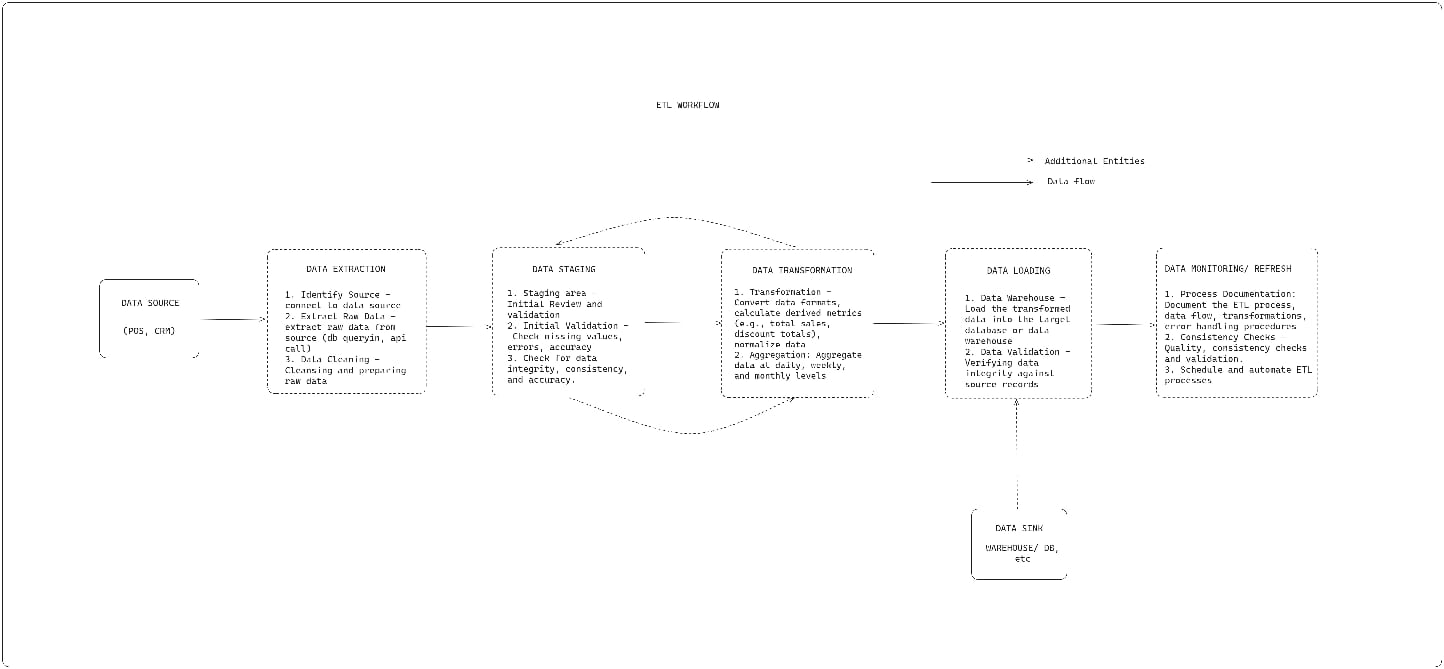 ETL WORKFLOW
> Additional Entities
Data flow
DATA SOURCE
(POS, CRM)
DATA EXTRACTION
1. Identify Source –
connect to data source
2. Extract Raw Data –
extract raw data from
source (db queryin, api
call)
3. Data Cleaning –
Cleansing and preparing
raw data
DATA STAGING
1. Staging area –
Initial Review and
validation
2. Initial Validation –
Check missing values,
errors, accuracy
3. Check for data
integrity, consistency,
and accuracy.
DATA TRANSFORMATION
1. Transformation –
Convert data formats,
calculate derived metrics
(e.g., total sales,
discount totals),
normalize data
2. Aggregation: Aggregate
data at daily, weekly,
and monthly levels
DATA LOADING
1. Data Warehouse –
Load the transformed
data into the target
database or data
warehouse
2. Data Validation –
Verifying data
integrity against
source records
DATA MONITORING/ REFRESH
1. Process Documentation:
Document the ETL process,
data flow, transformations,
error handling procedures
2. Consistency Checks
Quality, consistency checks
and validation.
3. Schedule and automate ETL
processes
DATA SINK
WAREHOUSE/ DB,
etc